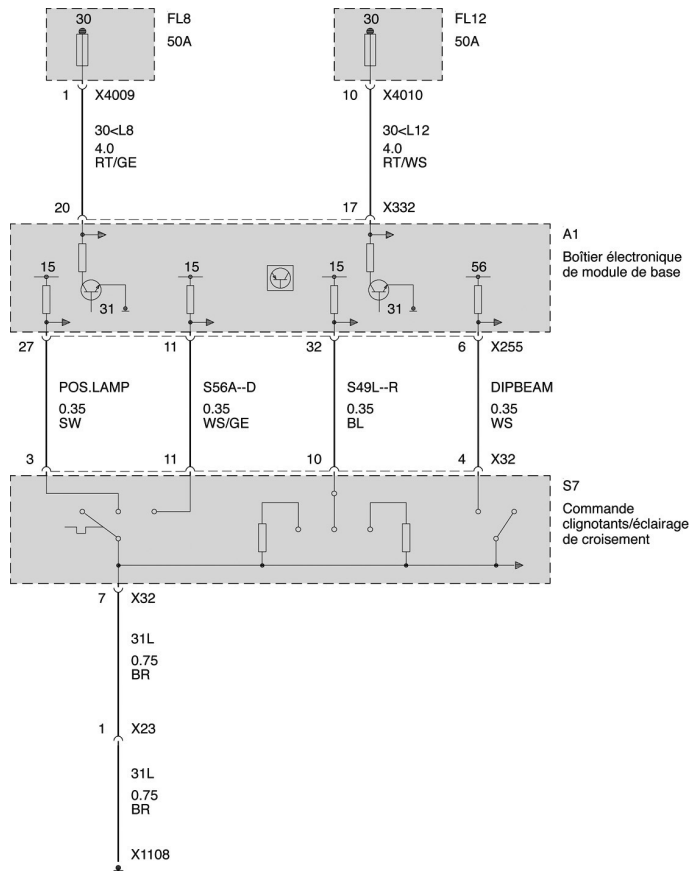 30
FL8
50A
30
FL12
50A
1 X4009
10 X4010
30<L8
4.0
RT/GE
30<L12
4.0
RT/WS
20
17 X332
A1
Boîtier électronique
de module de base
15
31
15
15
31
56
27
11
32
6 X255
POS.LAMP
0.35
SW
S56A--D
0.35
WS/GE
S49L--R
0.35
BL
DIPBEAM
0.35
WS
3
11
10
4 X32
S7
Commande
clignotants/éclairage
de croisement
7 X32
31L
0.75
BR
1 X23
31L
0.75
BR
X1108